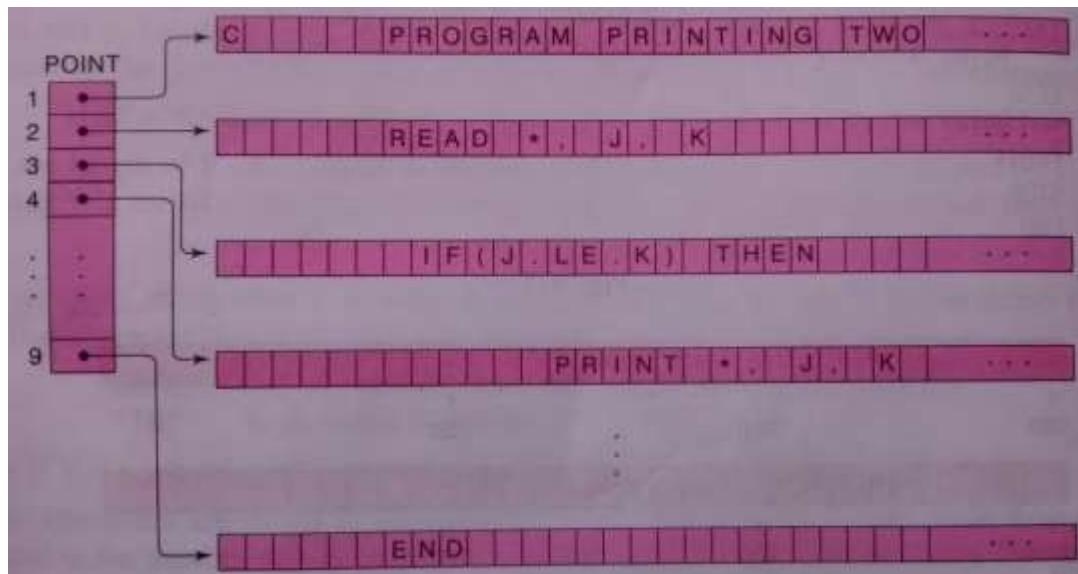 C PROGRAM PRINTING TWO ...
POINT
1
2
READ *, J, K ...
3
4
IF(J.LE.K) THEN ...
9
PRINT *, J, K ...
END ...